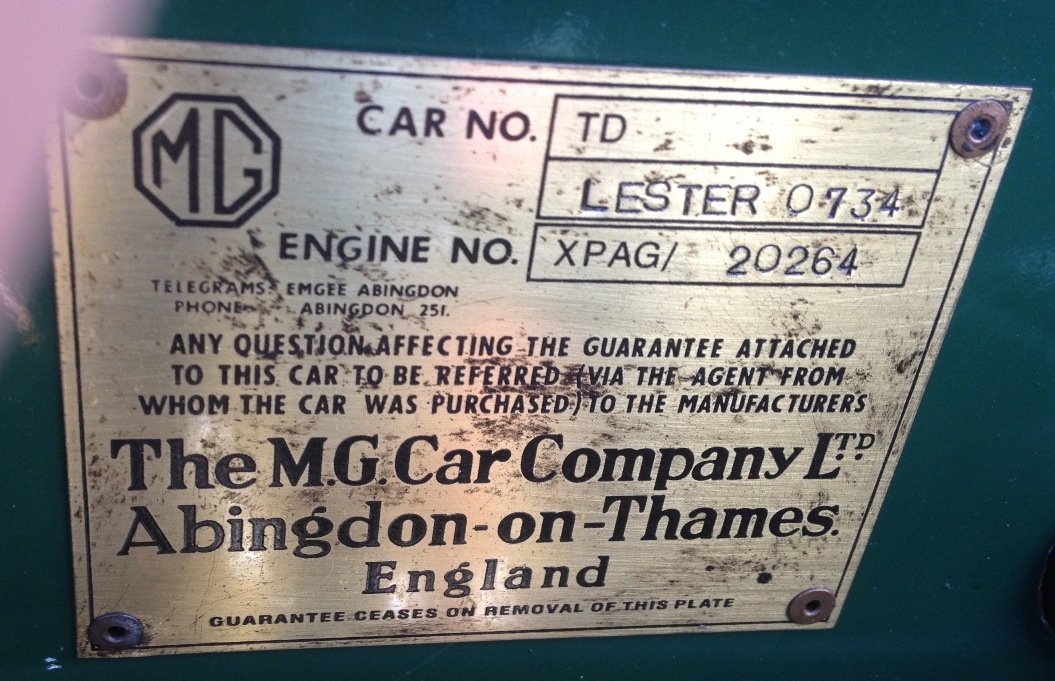 MG
CAR NO. TD
LESTER 0734
ENGINE NO. XPAG/ 20264
TELEGRAMS - EMGEE ABINGDON
PHONE - ABINGDON 251.
ANY QUESTION AFFECTING THE GUARANTEE ATTACHED
TO THIS CAR TO BE REFERRED (VIA THE AGENT FROM
WHOM THE CAR WAS PURCHASED) TO THE MANUFACTURERS
The M.G. Car Company LTD
Abingdon-on-Thames.
England
GUARANTEE CEASES ON REMOVAL OF THIS PLATE